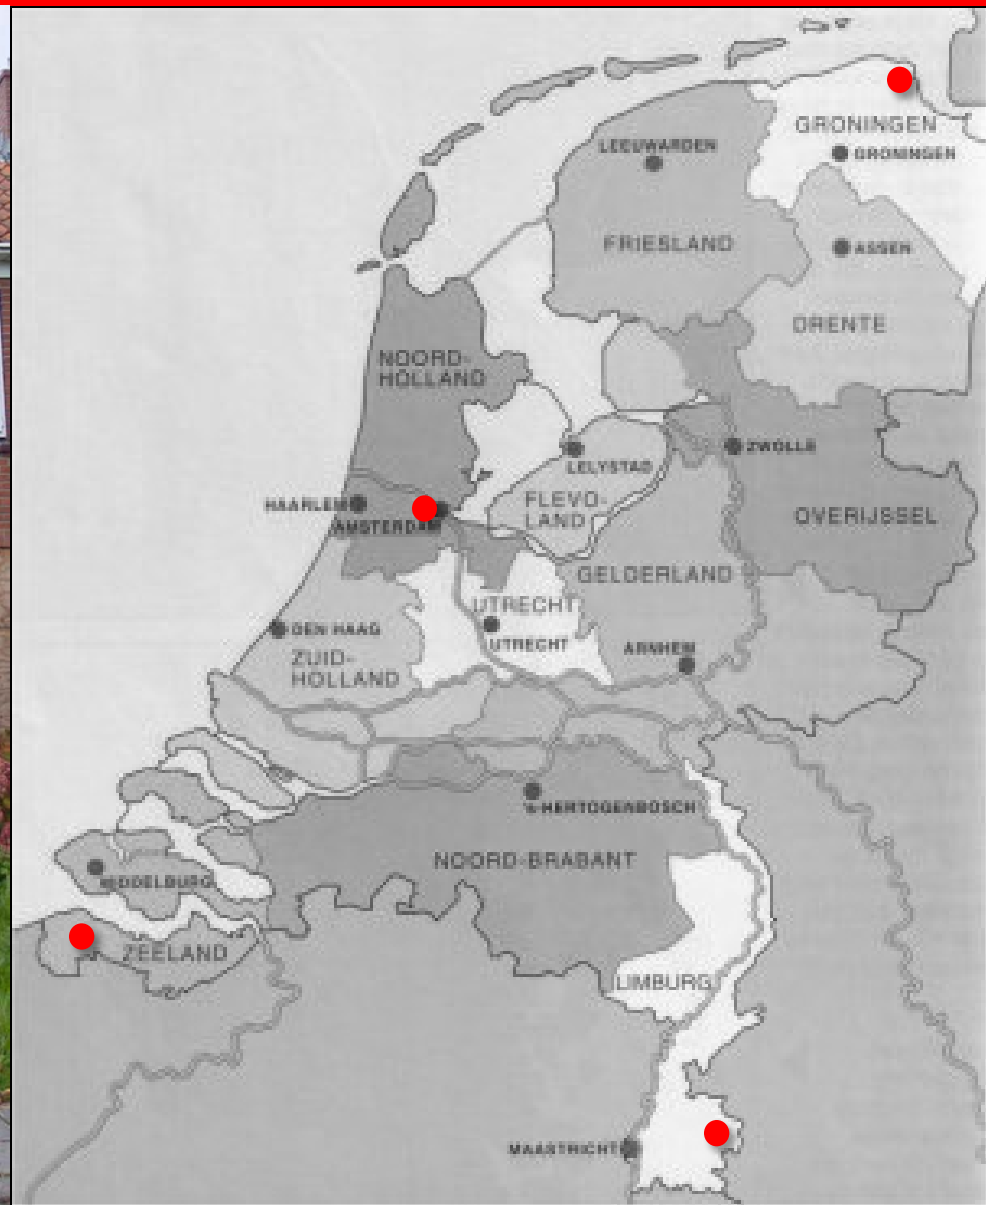 GRONINGEN
LEEUWARDEN
GRONINGEN
FRIESLAND
ASSEN
DRENTE
NOORD-
HOLLAND
ZWOLLE
LELYSTAD
HAARLEM
FLEVO-
LAND
AMSTERDAM
OVERIJSSEL
GELDERLAND
UTRECHT
DEN HAAG
UTRECHT
ARNHEM
ZUID-
HOLLAND
's-HERTOGENBOSCH
NOORD-BRABANT
MIDDELBURG
ZEELAND
LIMBURG
MAASTRICHT